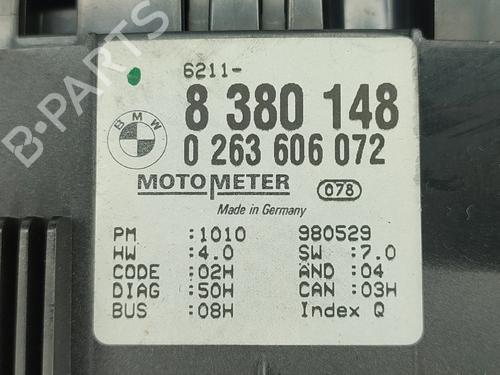 6211-
8 380 148
BMW
0 263 606 072
MOTOMETER
078
Made in Germany
PM :1010 980529
HW :4.0 SW :7.0
CODE :02H ÄND :04
DIAG :50H CAN :03H
BUS :08H Index Q
B-PARTS